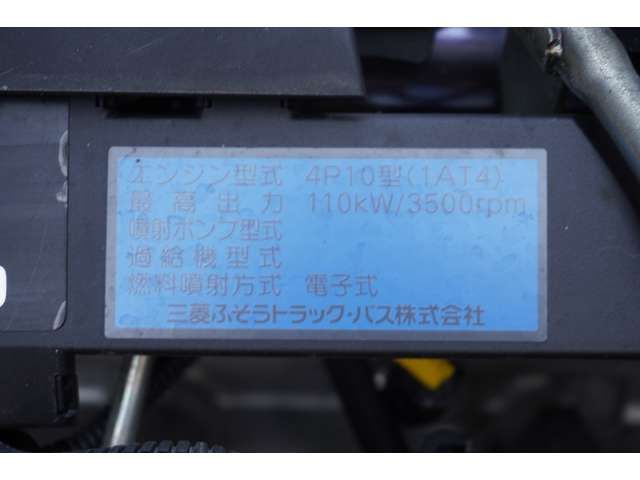 エンジン型式 4P10型(1AT4)
最高出力 110kW/3500rpm
噴射ポンプ型式
過給機型式
燃料噴射方式 電子式
三菱ふそうトラック・バス株式会社